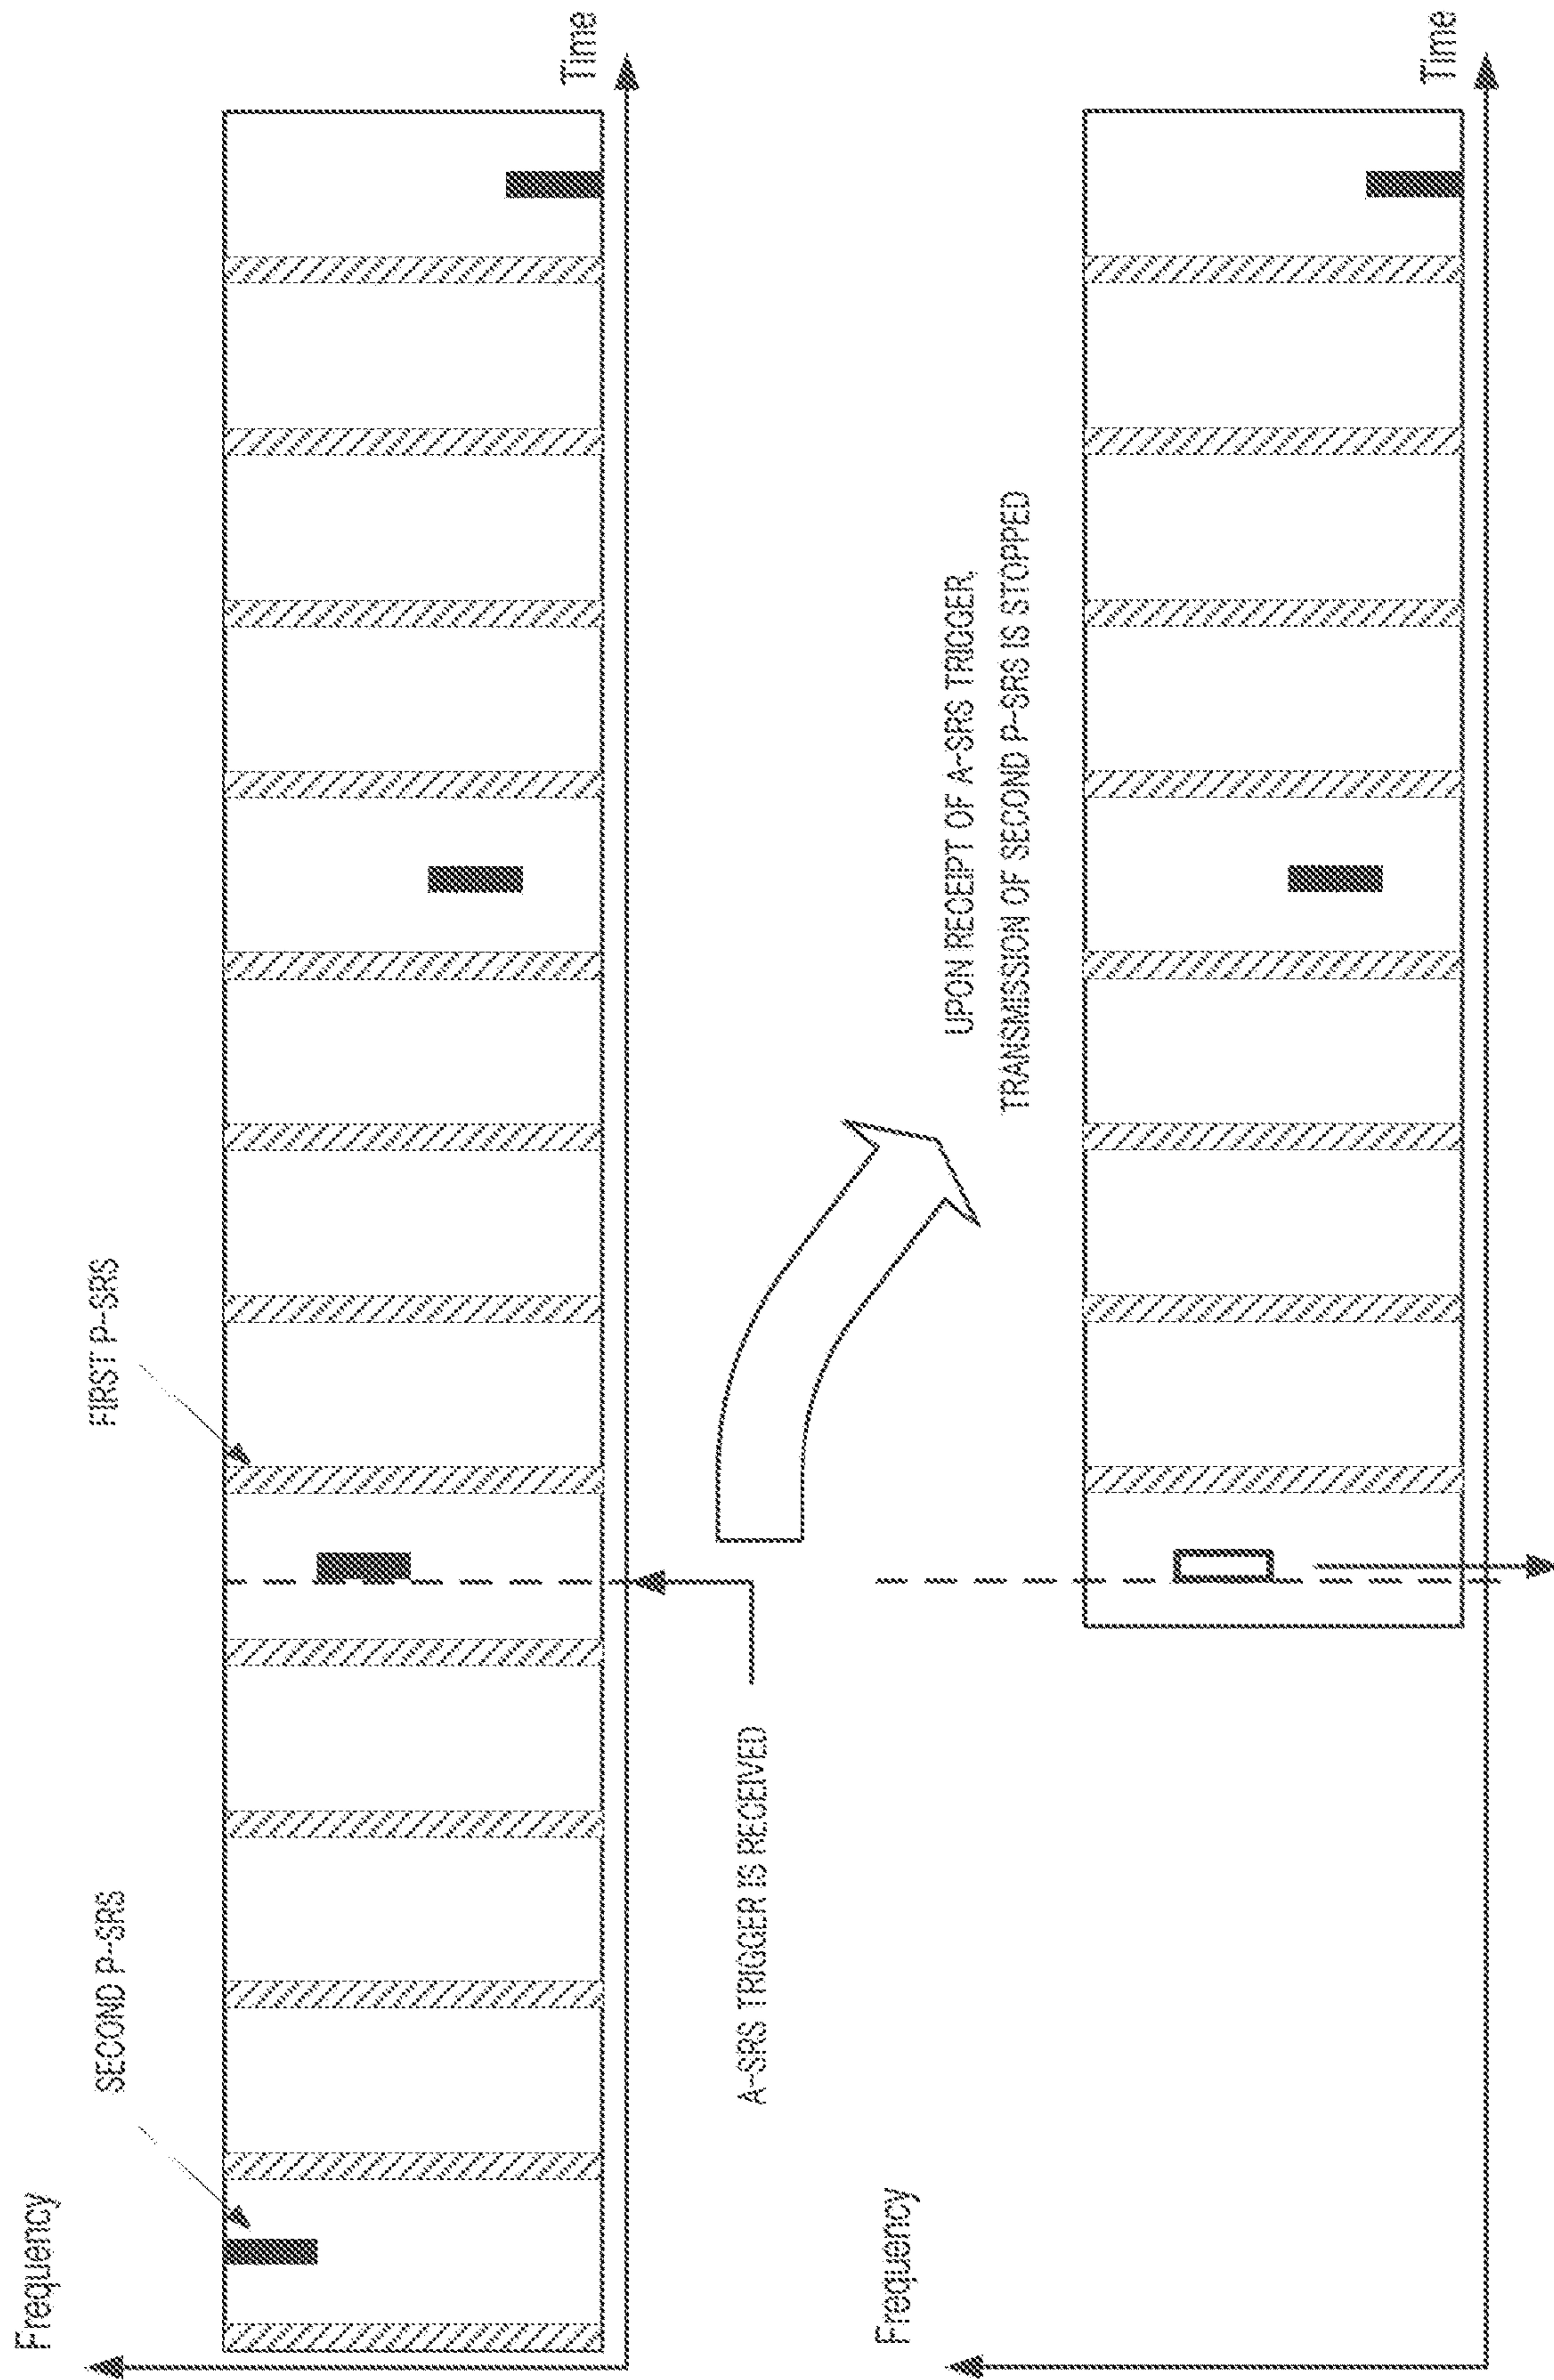 Frequency
SECOND P-SRS
FIRST P-SRS
Time
A-SRS TRIGGER IS RECEIVED
UPON RECEIPT OF A-SRS TRIGGER,
TRANSMISSION OF SECOND P-SRS IS STOPPED
Frequency
Time